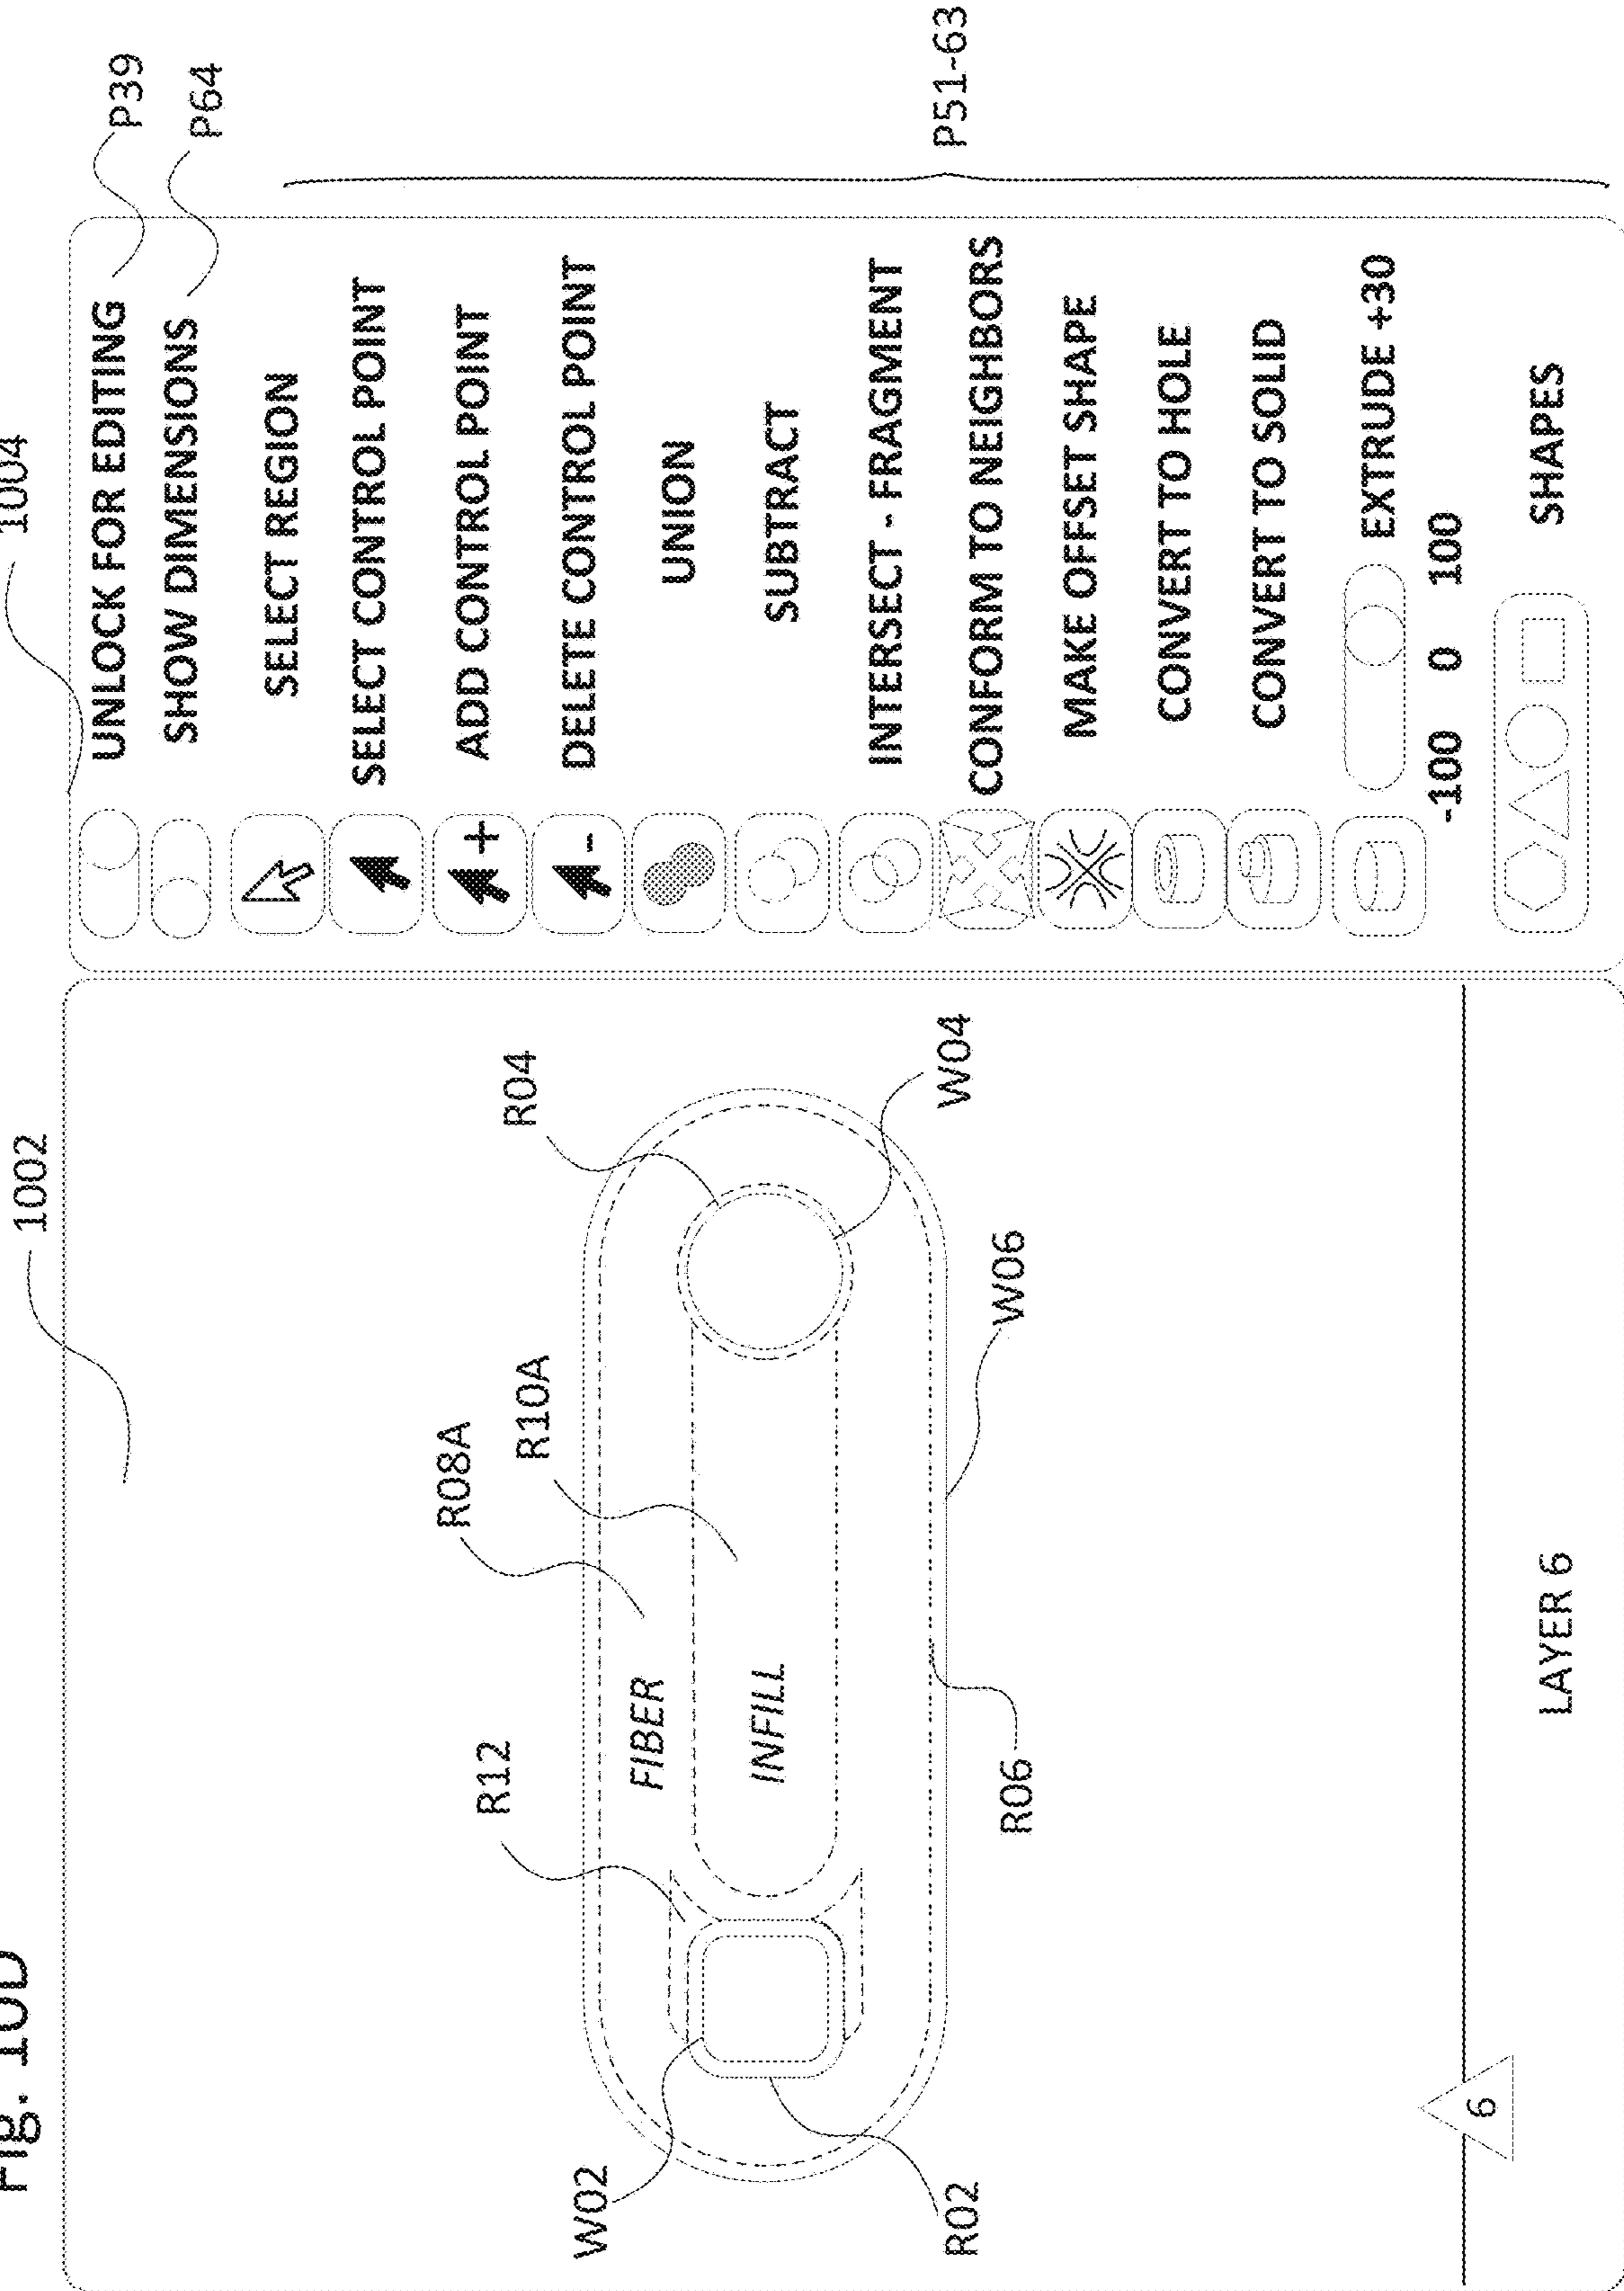 Fig. 10D
1002
1004
UNLOCK FOR EDITING
P39
SHOW DIMENSIONS
P64
SELECT REGION
SELECT CONTROL POINT
+
ADD CONTROL POINT
-
DELETE CONTROL POINT
UNION
SUBTRACT
INTERSECT - FRAGMENT
CONFORM TO NEIGHBORS
MAKE OFFSET SHAPE
CONVERT TO HOLE
CONVERT TO SOLID
EXTRUDE +30
-100 0 100
SHAPES
P51-63
R08A
R12
R04
R10A
W02
FIBER
INFILL
R02
W04
R06
W06
6
LAYER 6